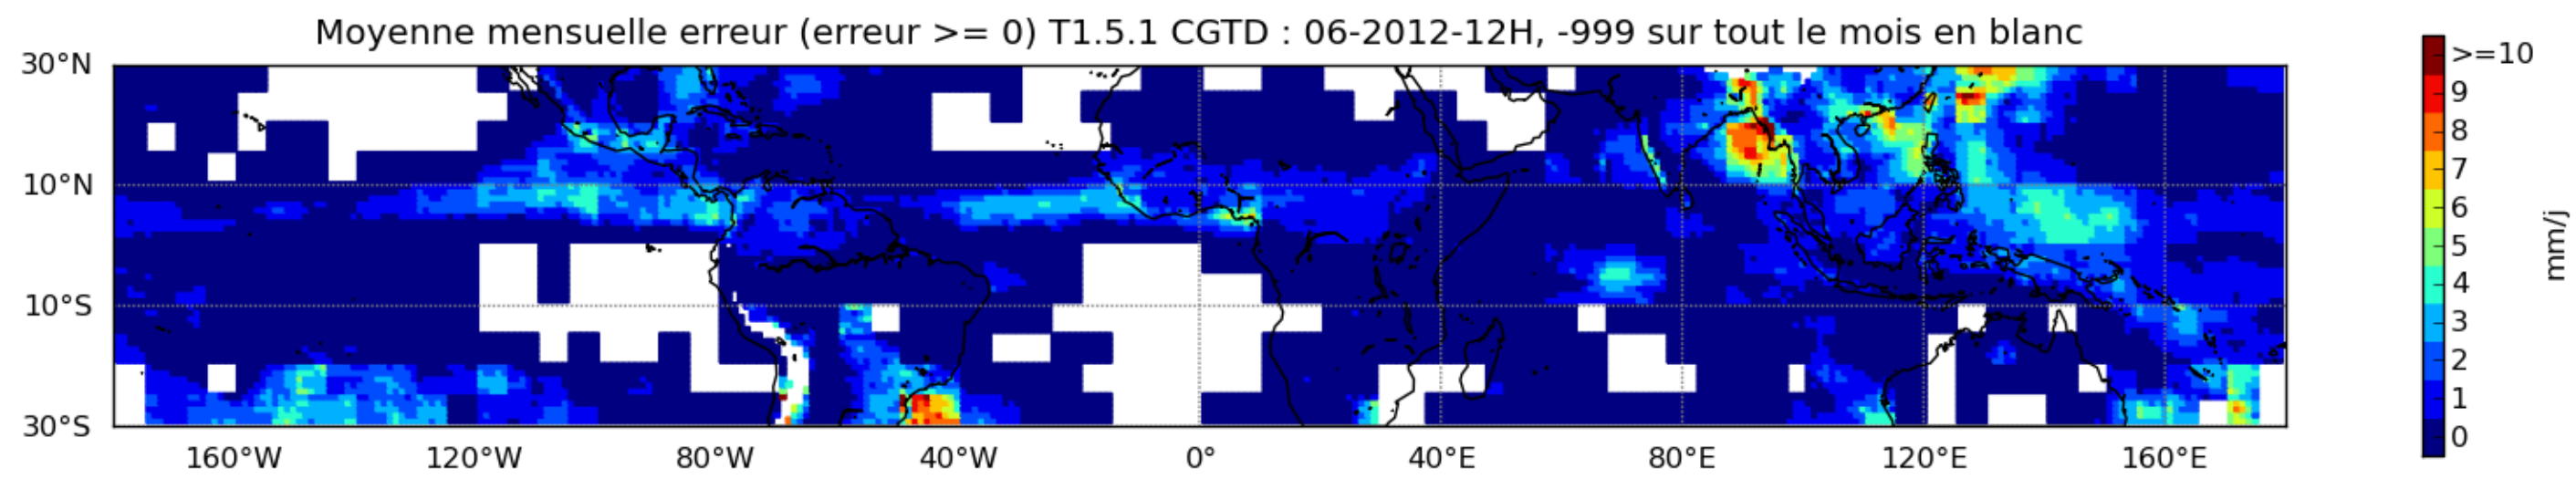 Moyenne mensuelle erreur (erreur >= 0) T1.5.1 CGTD : 06-2012-12H, -999 sur tout le mois en blanc
30°N
10°N
10°S
30°S
160°W 120°W 80°W 40°W 0° 40°E 80°E 120°E 160°E
>=10
9
8
7
6
5
4
3
2
1
0
mm/j